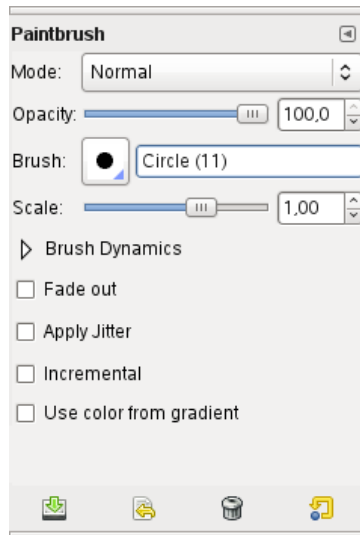 Paintbrush
Mode: Normal
Opacity: 100,0
Brush: Circle (11)
Scale: 1,00
Brush Dynamics
Fade out
Apply Jitter
Incremental
Use color from gradient